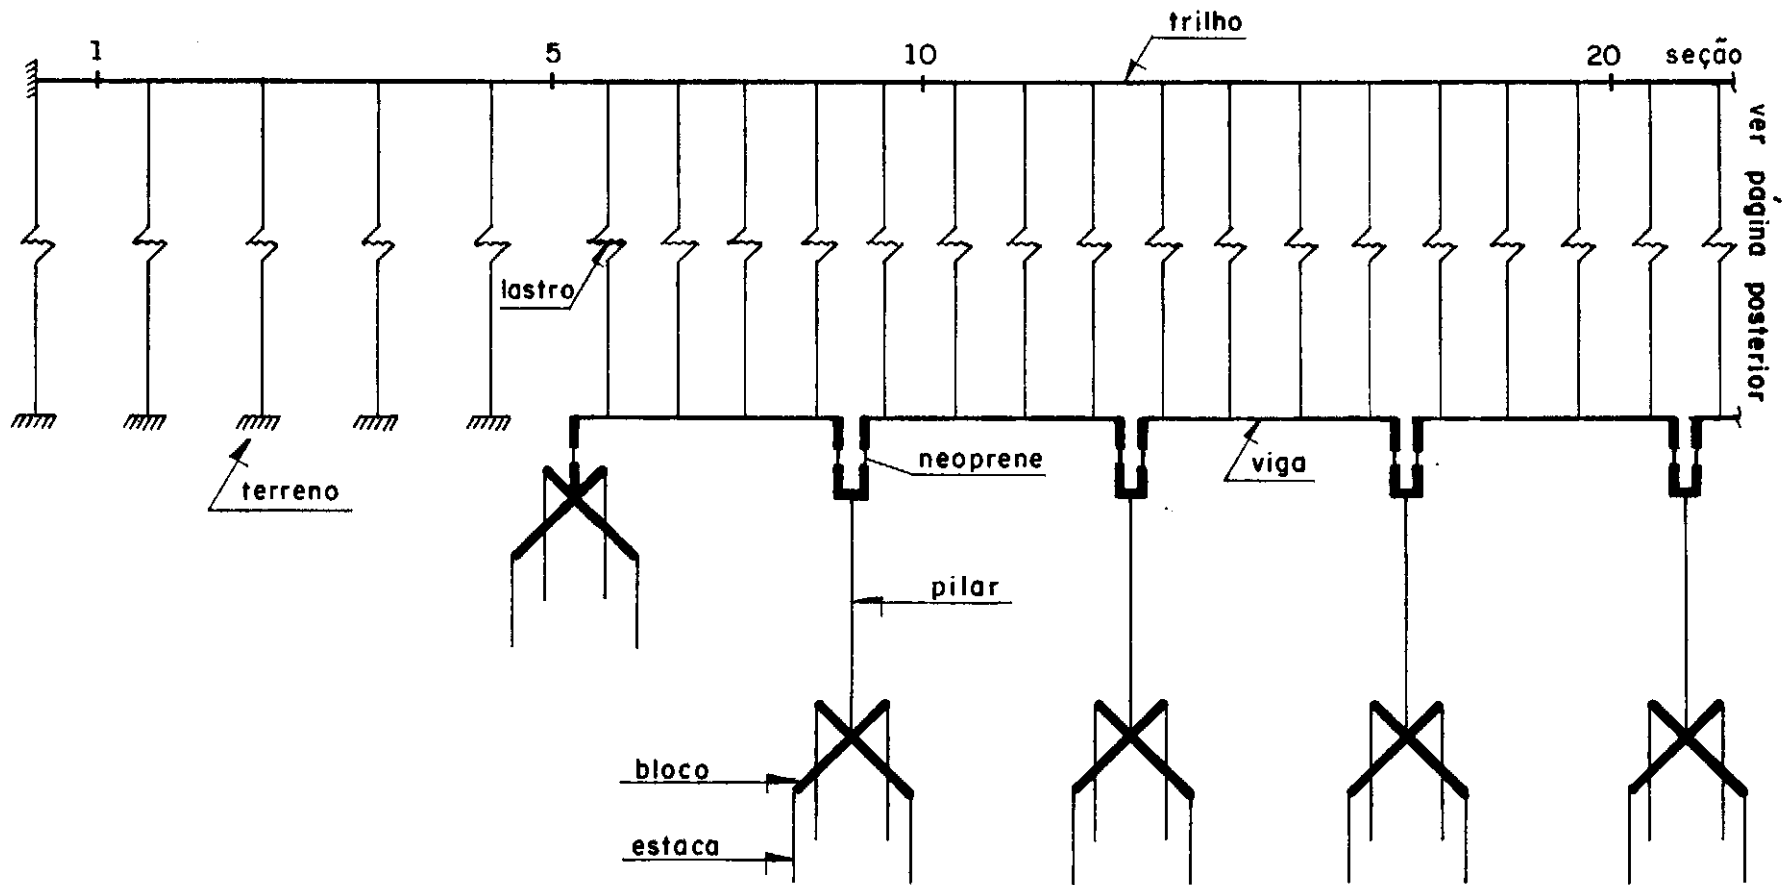 trilho
1 5 10 20 seção
ver página posterior
lastro
terreno
neoprene
viga
pilar
bloco
estaca